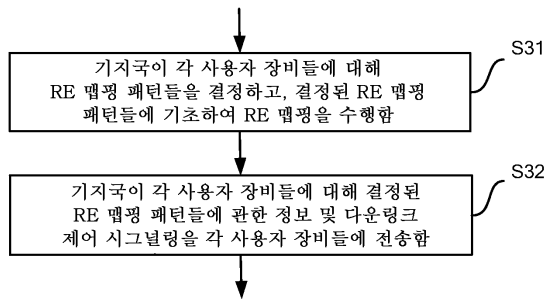 S31
기지국이 각 사용자 장비들에 대해
RE 맵핑 패턴들을 결정하고, 결정된 RE 맵핑
패턴들에 기초하여 RE 맵핑을 수행함
S32
기지국이 각 사용자 장비들에 대해 결정된
RE 맵핑 패턴들에 관한 정보 및 다운링크
제어 시그널링을 각 사용자 장비들에 전송함